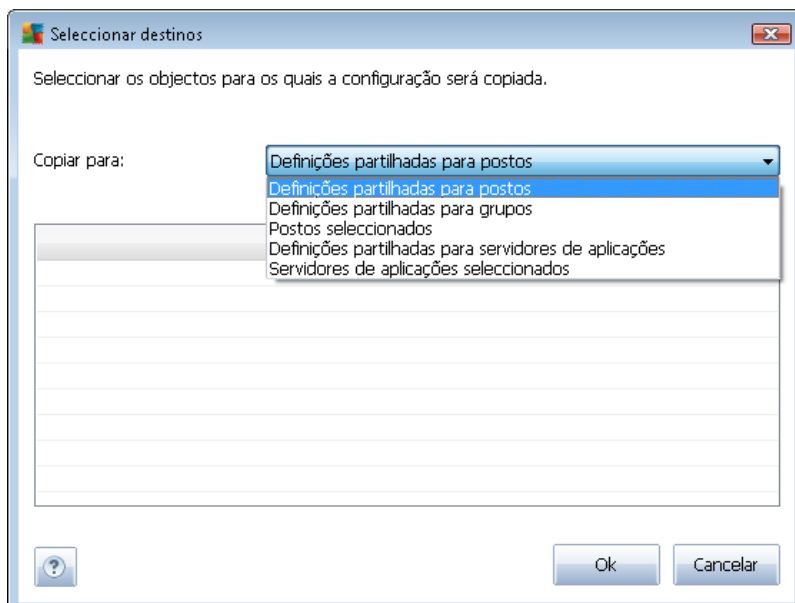 Seleccionar destinos
Seleccionar os objectos para os quais a configuração será copiada.
Copiar para:
Definições partilhadas para postos
Definições partilhadas para postos
Definições partilhadas para grupos
Postos seleccionados
Definições partilhadas para servidores de aplicações
Servidores de aplicações seleccionados
?
Ok
Cancelar